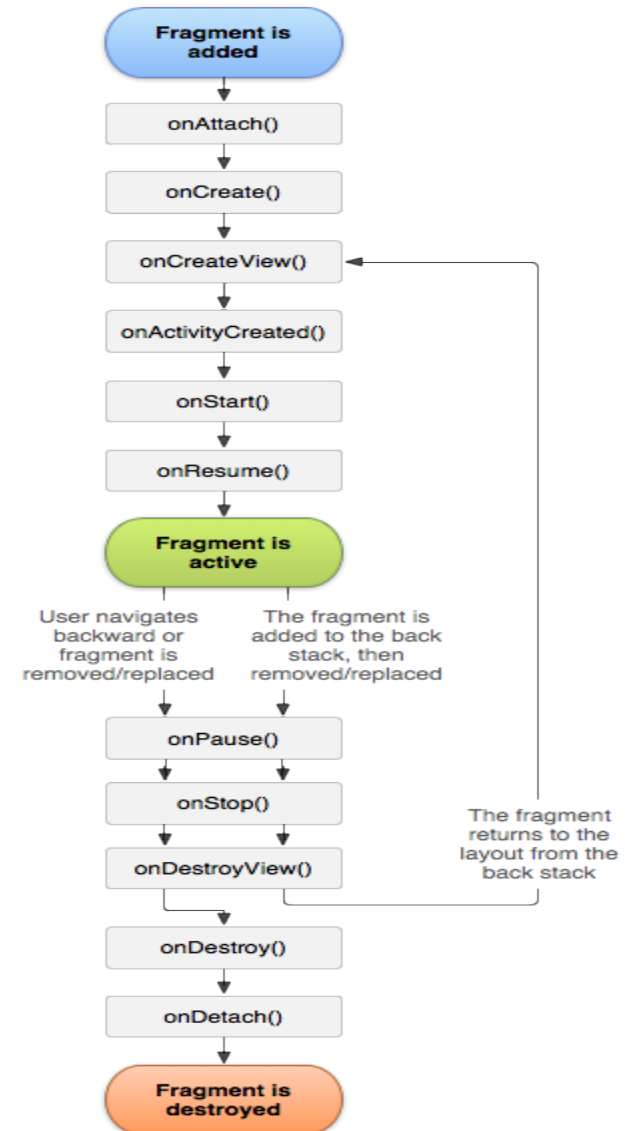 Fragment is
added
onAttach()
onCreate()
onCreateView()
onActivityCreated()
onStart()
onResume()
Fragment is
active
User navigates
backward or
fragment is
removed/replaced
The fragment is
added to the back
stack, then
removed/replaced
onPause()
onStop()
onDestroyView()
The fragment
returns to the
layout from the
back stack
onDestroy()
onDetach()
Fragment is
destroyed